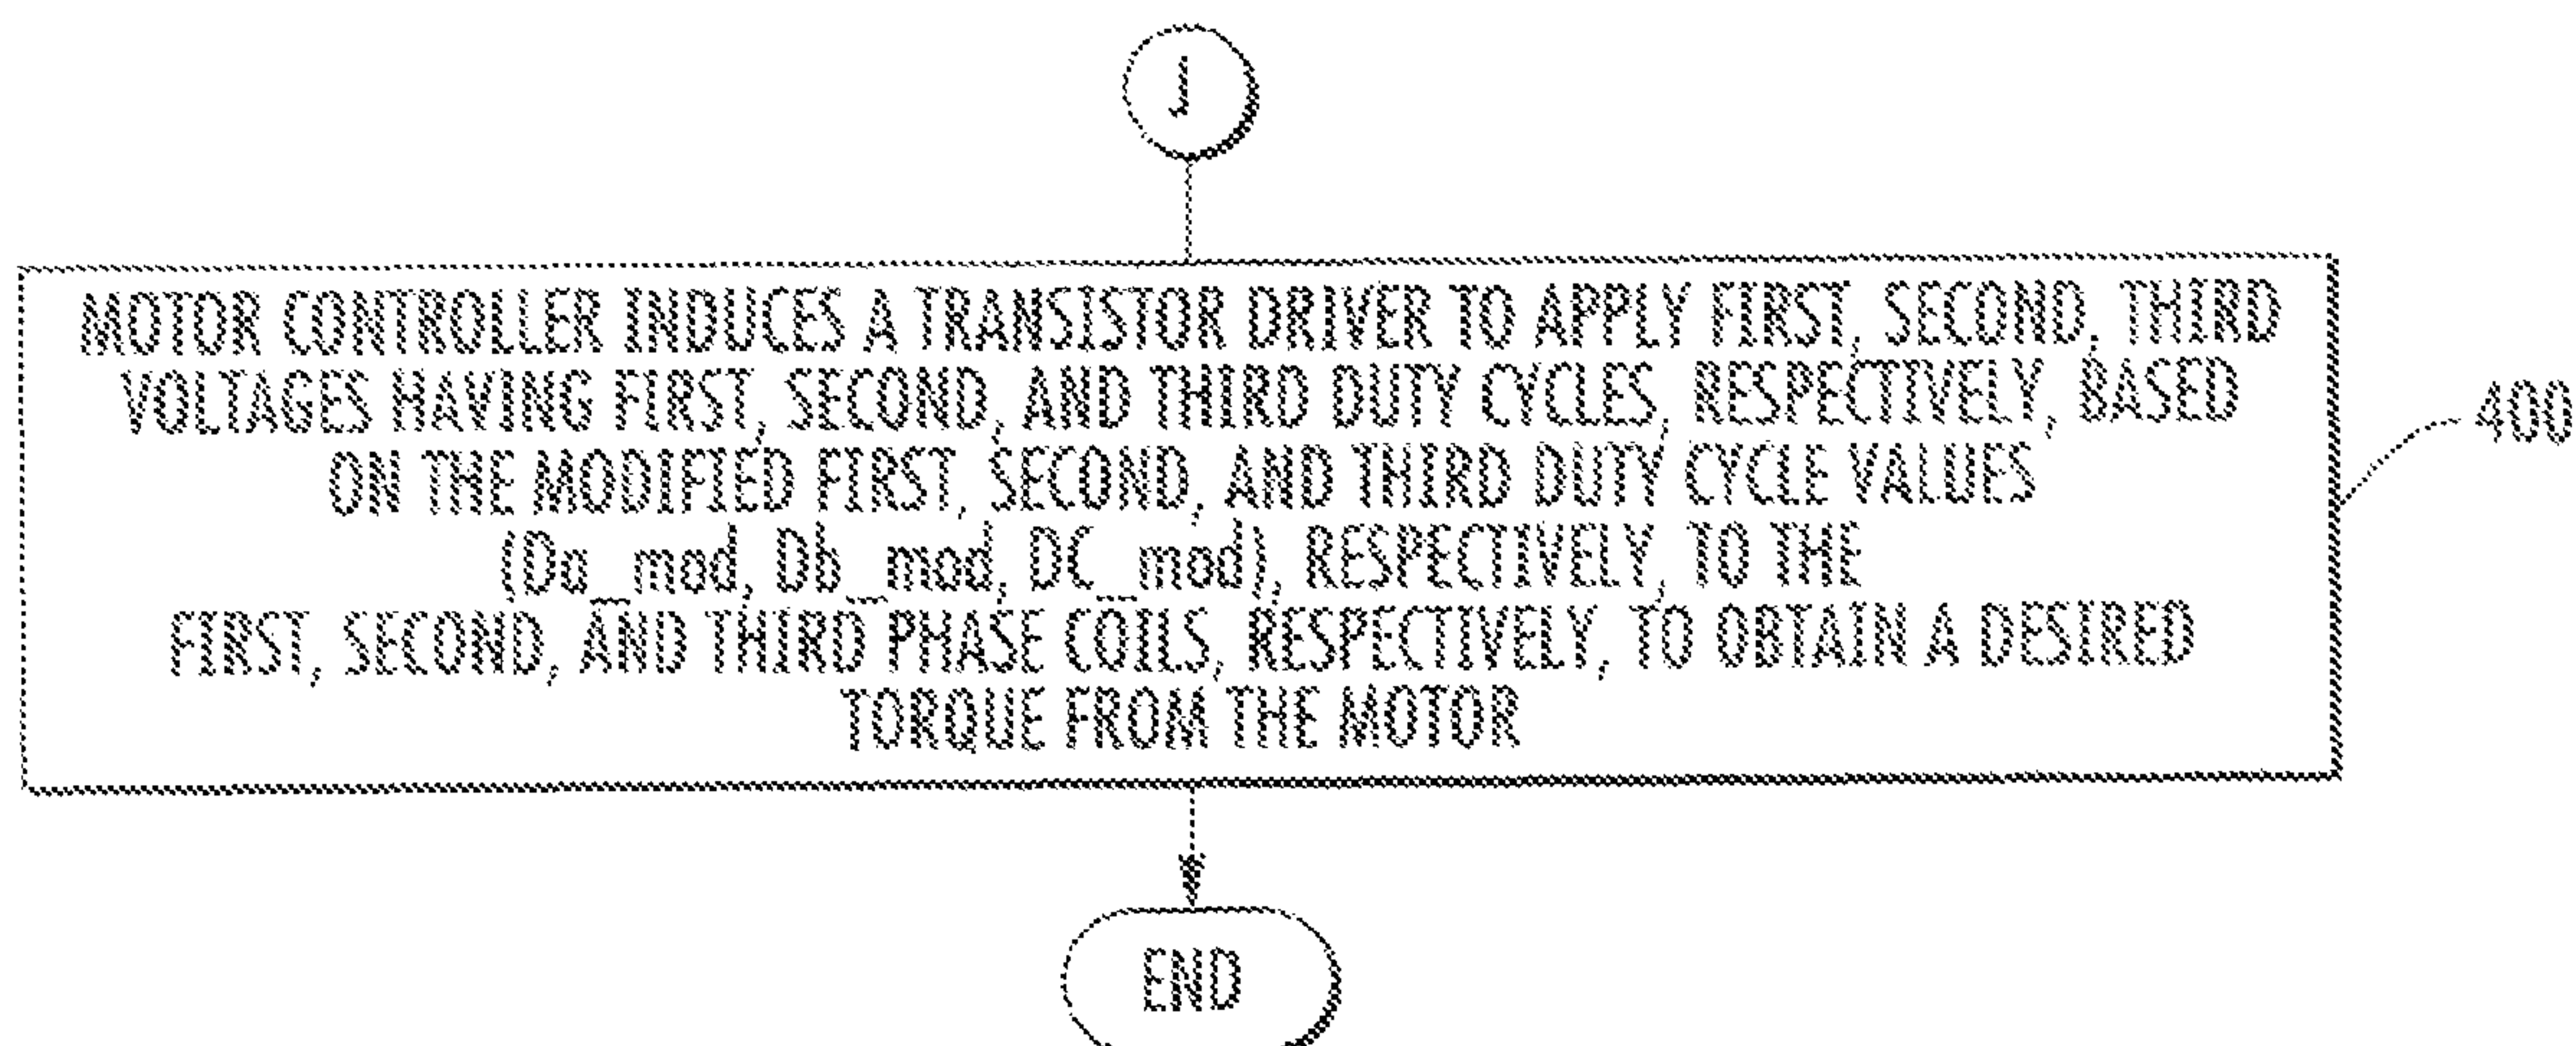 J
MOTOR CONTROLLER INDUCES A TRANSISTOR DRIVER TO APPLY FIRST, SECOND, THIRD
VOLTAGES HAVING FIRST, SECOND, AND THIRD DUTY CYCLES, RESPECTIVELY, BASED
ON THE MODIFIED FIRST, SECOND, AND THIRD DUTY CYCLE VALUES
(Da_mod, Db_mod, DC_mod), RESPECTIVELY, TO THE
FIRST, SECOND, AND THIRD PHASE COILS, RESPECTIVELY, TO OBTAIN A DESIRED
TORQUE FROM THE MOTOR
400
END